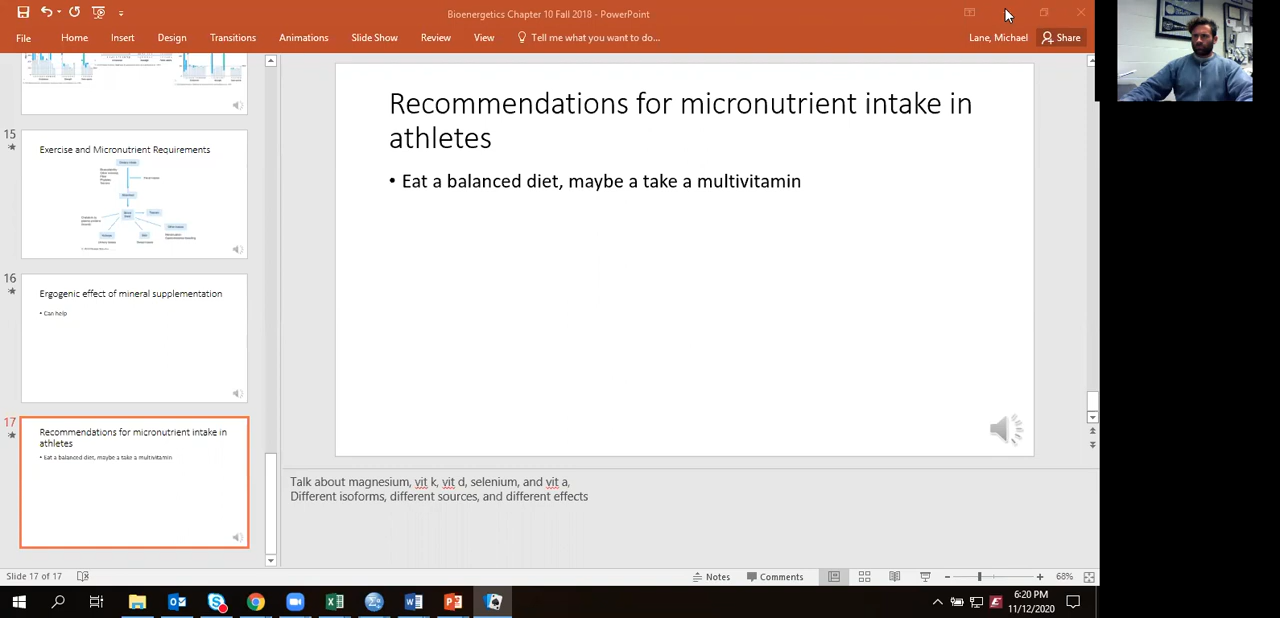 Bioenergetics Chapter 10 Fall 2018 - PowerPoint
File Home Insert Design Transitions Animations Slide Show Review View Tell me what you want to do... Lane, Michael Share
15
Exercise and Micronutrient Requirements
16
Ergogenic effect of mineral supplementation
• Can help
17
Recommendations for micronutrient intake in
athletes
• Eat a balanced diet, maybe a take a multivitamin
Recommendations for micronutrient intake in
athletes
• Eat a balanced diet, maybe a take a multivitamin
Talk about magnesium, vit k, vit d, selenium, and vit a,
Different isoforms, different sources, and different effects
Slide 17 of 17 Notes Comments 68%
6:20 PM
11/12/2020